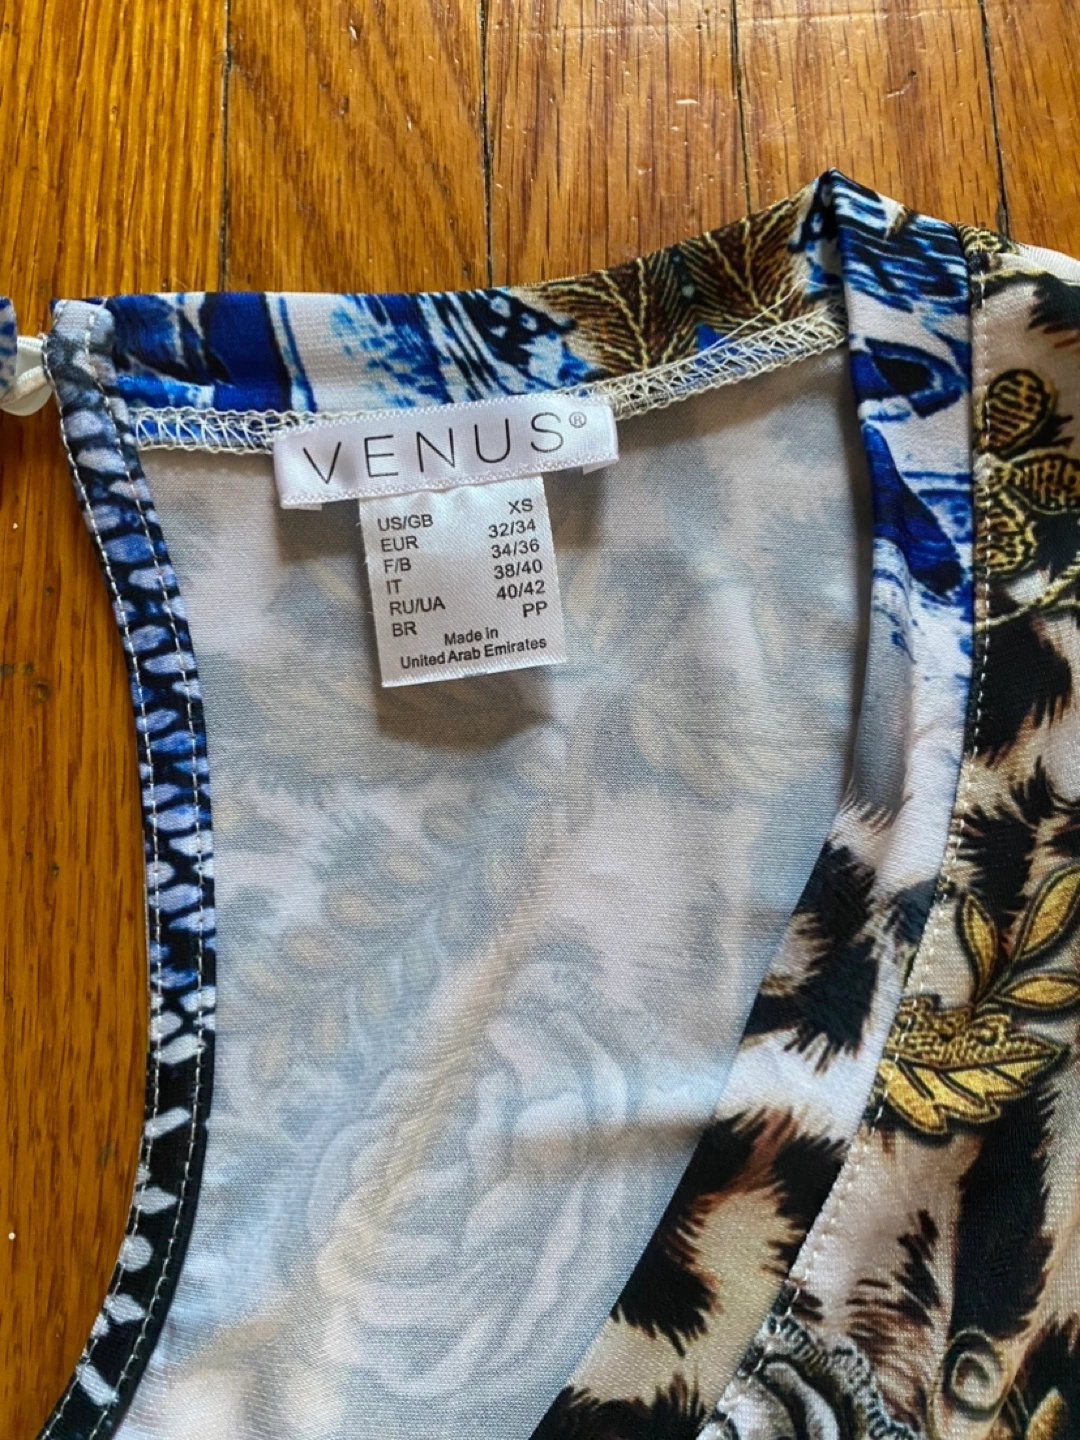 VENUS®
US/GB XS
EUR 32/34
F/B 34/36
IT 38/40
RU/UA 40/42
BR PP
Made in
United Arab Emirates